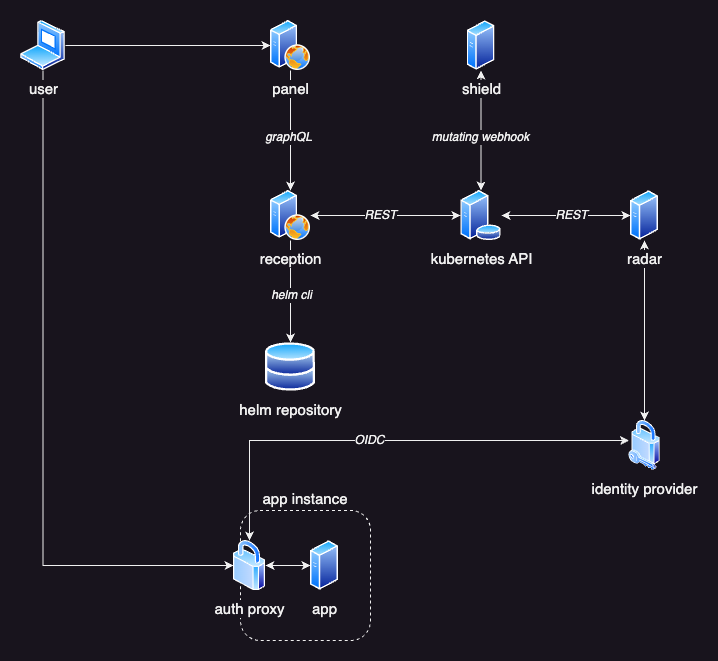 user
panel
shield
graphQL
mutating webhook
REST
REST
reception
kubernetes API
radar
helm cli
helm repository
OIDC
identity provider
app instance
auth proxy
app